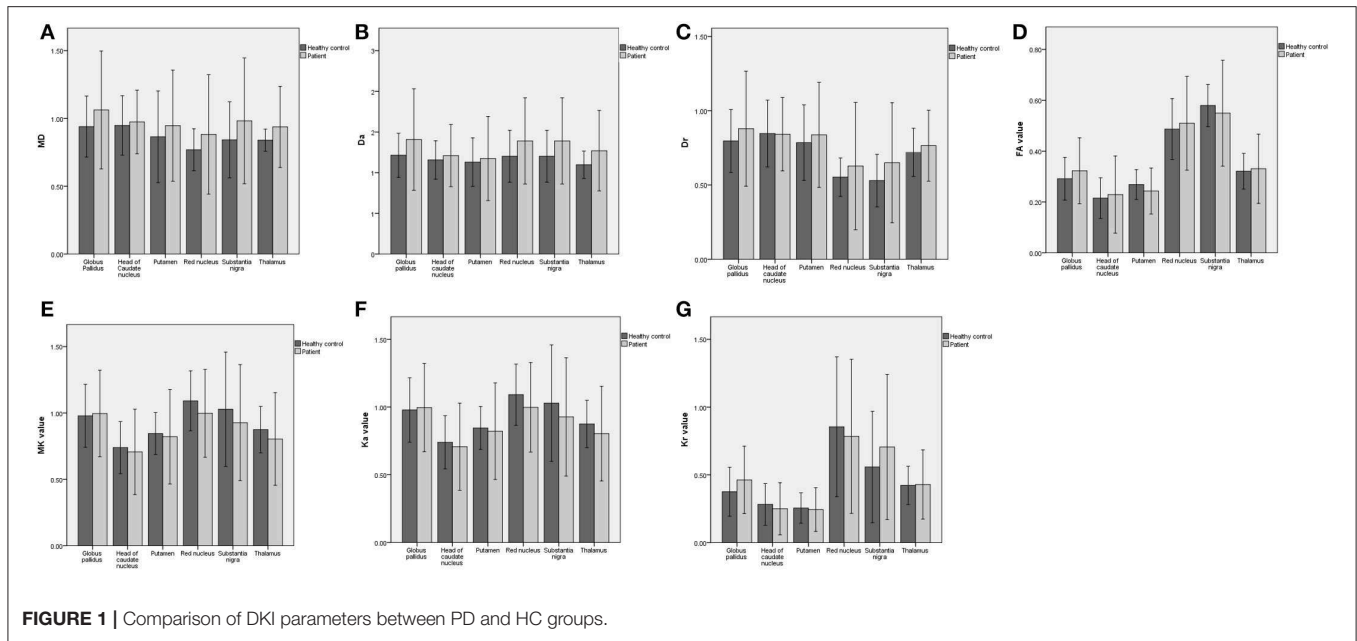 A
MD
1.50
1.00
0.50
0.00
Globus Pallidus
Head of Caudate nucleus
Putamen
Red nucleus
Substantia nigra
Thalamus
Healthy control
Patient
B
Da
3
3
2
2
1
1
0
Globus pallidus
Head of caudate nucleus
Putamen
Red nucleus
Substantia nigra
Thalamus
Healthy control
Patient
C
Dr
1.50
1.00
0.50
0.00
Globus pallidus
Head of caudate nucleus
Putamen
Red nucleus
Substantia nigra
Thalamus
Healthy control
Patient
D
FA value
0.80
0.60
0.40
0.20
0.00
Globus pallidus
Head of caudate nucleus
Putamen
Red nucleus
Substantia nigra
Thalamus
Healthy control
Patient
E
MK value
1.50
1.00
0.50
0.00
Globus pallidus
Head of caudate nucleus
Putamen
Red nucleus
Substantia nigra
Thalamus
Healthy control
Patient
F
Ka value
1.50
1.00
0.50
0.00
Globus pallidus
Head of caudate nucleus
Putamen
Red nucleus
Substantia nigra
Thalamus
Healthy control
Patient
G
Kr value
1.50
1.00
0.50
0.00
Globus pallidus
Head of caudate nucleus
Putamen
Red nucleus
Substantia nigra
Thalamus
Healthy control
Patient
FIGURE 1 | Comparison of DKI parameters between PD and HC groups.